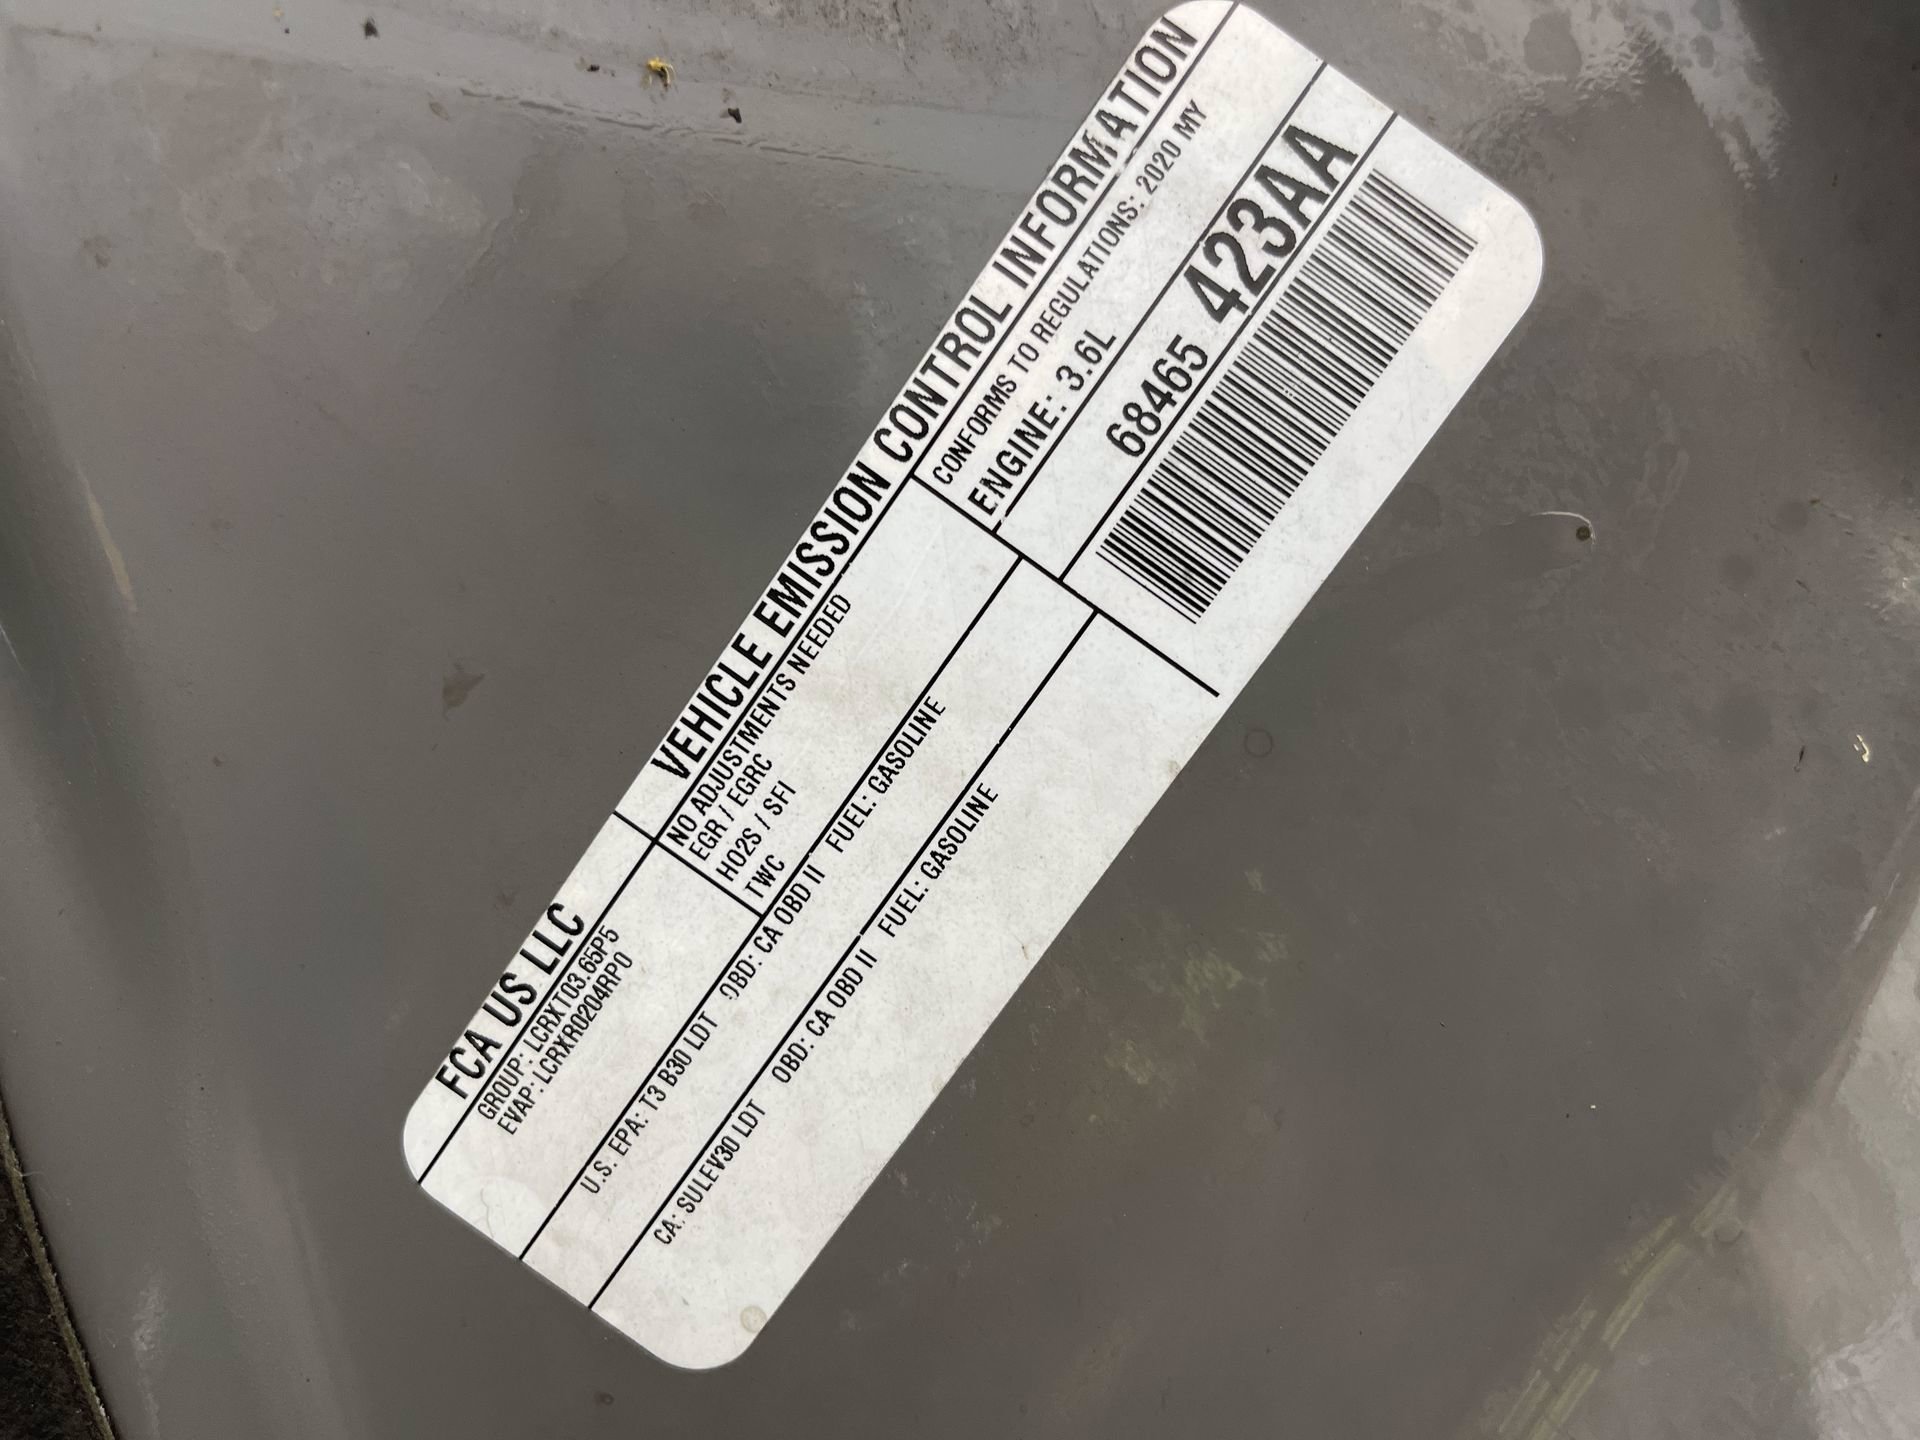 FCA US LLC
VEHICLE EMISSION CONTROL INFORMATION
GROUP: LCRXT03.65P5
EVAP: LCRXR0204RP0
NO ADJUSTMENTS NEEDED
EGR / EGRC
HO2S / SFI
TWC
CONFORMS TO REGULATIONS: 2020 MY
ENGINE: 3.6L
U.S. EPA: T3 B30 LDT OBD: CA OBD II FUEL: GASOLINE
CA: SULEV30 LDT OBD: CA OBD II FUEL: GASOLINE
68465 423AA